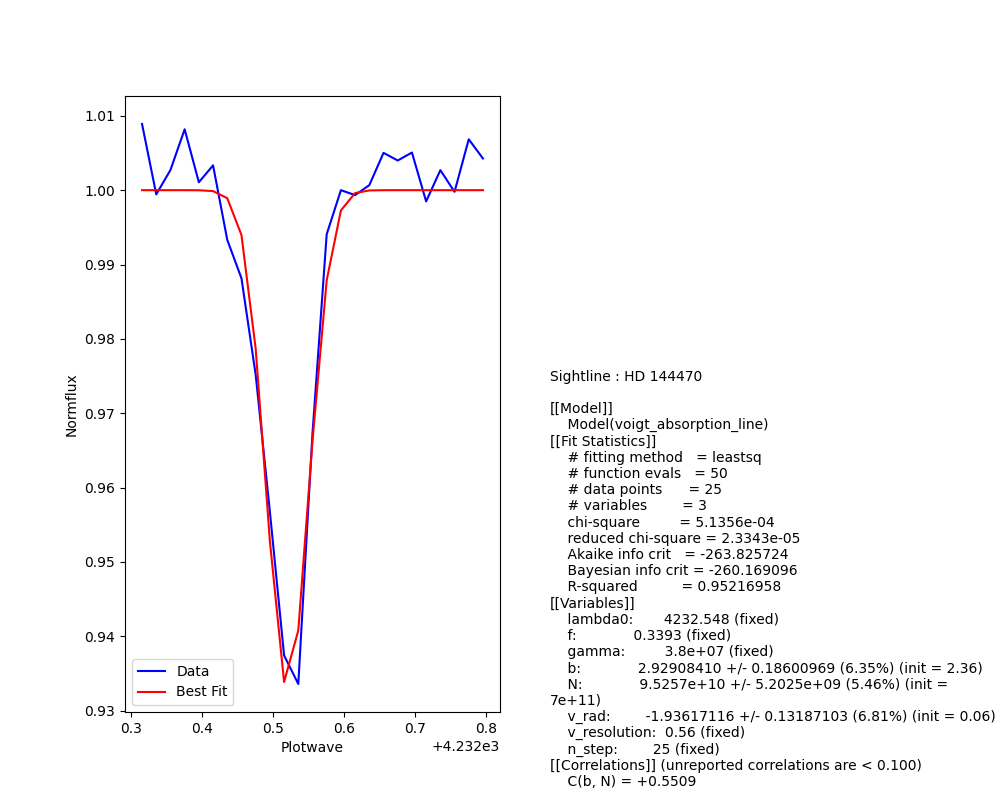 1.01
1.00
0.99
0.98
0.97
0.96
0.95
0.94
0.93
Normflux
Data
Best Fit
0.3 0.4 0.5 0.6 0.7 0.8
Plotwave
+4.232e3
Sightline : HD 144470
[[Model]]
Model(voigt_absorption_line)
[[Fit Statistics]]
# fitting method = leastsq
# function evals = 50
# data points = 25
# variables = 3
chi-square = 5.1356e-04
reduced chi-square = 2.3343e-05
Akaike info crit = -263.825724
Bayesian info crit = -260.169096
R-squared = 0.95216958
[[Variables]]
lambda0: 4232.548 (fixed)
f: 0.3393 (fixed)
gamma: 3.8e+07 (fixed)
b: 2.92908410 +/- 0.18600969 (6.35%) (init = 2.36)
N: 9.5257e+10 +/- 5.2025e+09 (5.46%) (init =
7e+11)
v_rad: -1.93617116 +/- 0.13187103 (6.81%) (init = 0.06)
v_resolution: 0.56 (fixed)
n_step: 25 (fixed)
[[Correlations]] (unreported correlations are < 0.100)
C(b, N) = +0.5509